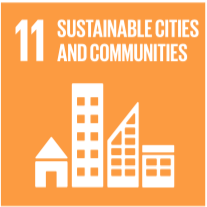 11 SUSTAINABLE CITIES
AND COMMUNITIES